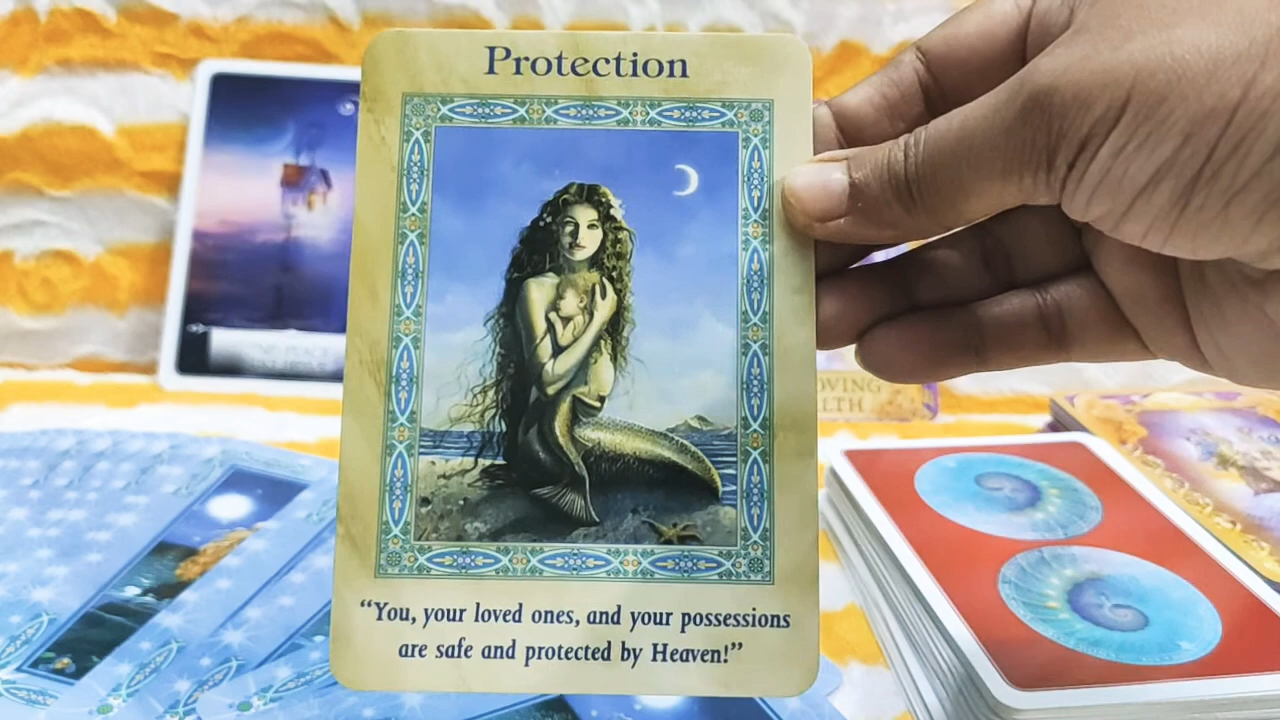 Protection
“You, your loved ones, and your possessions
are safe and protected by Heaven!”